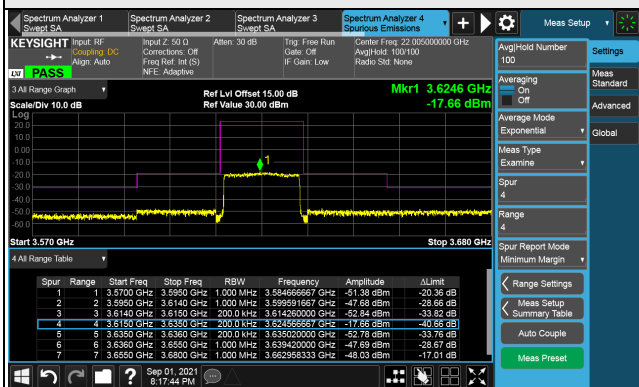 Spectrum Analyzer 1
Swept SA
Spectrum Analyzer 2
Swept SA
Spectrum Analyzer 3
Swept SA
Spectrum Analyzer 4
Spurious Emissions
Meas Setup
KEYSIGHT
Input: RF
Coupling: DC
Align: Auto
Input Z: 50 Ω
Corrections: Off
Freq Ref: Int (S)
NFE: Adaptive
Atten: 30 dB
Trig: Free Run
Gate: Off
IF Gain: Low
Center Freq: 22.005000000 GHz
Avg|Hold: 100/100
Radio Std: None
LXI PASS
3 All Range Graph
Scale/Div 10.0 dB
Ref Lvl Offset 15.00 dB
Ref Value 30.00 dBm
Mkr1 3.6246 GHz
-17.66 dBm
Log
20.0
10.0
0.00
-10.0
-20.0
-30.0
-40.0
-50.0
-60.0
1
Start 3.570 GHz
Stop 3.680 GHz
4 All Range Table
Spur Range Start Freq Stop Freq RBW Frequency Amplitude ΔLimit
1 1 3.5700 GHz 3.5950 GHz 1.000 MHz 3.584666667 GHz -51.38 dBm -20.36 dB
2 2 3.5950 GHz 3.6140 GHz 1.000 MHz 3.599591667 GHz -47.68 dBm -28.66 dB
3 3 3.6140 GHz 3.6150 GHz 200.0 kHz 3.614260000 GHz -52.84 dBm -33.82 dB
4 4 3.6150 GHz 3.6350 GHz 200.0 kHz 3.624566667 GHz -17.66 dBm -40.66 dB
5 5 3.6350 GHz 3.6360 GHz 200.0 kHz 3.635020000 GHz -52.78 dBm -33.76 dB
6 6 3.6360 GHz 3.6550 GHz 1.000 MHz 3.639420000 GHz -47.69 dBm -28.67 dB
7 7 3.6550 GHz 3.6800 GHz 1.000 MHz 3.662958333 GHz -48.03 dBm -17.01 dB
Avg|Hold Number
100
Averaging
On
Off
Average Mode
Exponential
Meas Type
Examine
Spur
4
Range
4
Spur Report Mode
Minimum Margin
Range Settings
Meas Setup
Summary Table
Auto Couple
Meas Preset
Settings
Meas
Standard
Advanced
Global
?
Sep 01, 2021
8:17:44 PM